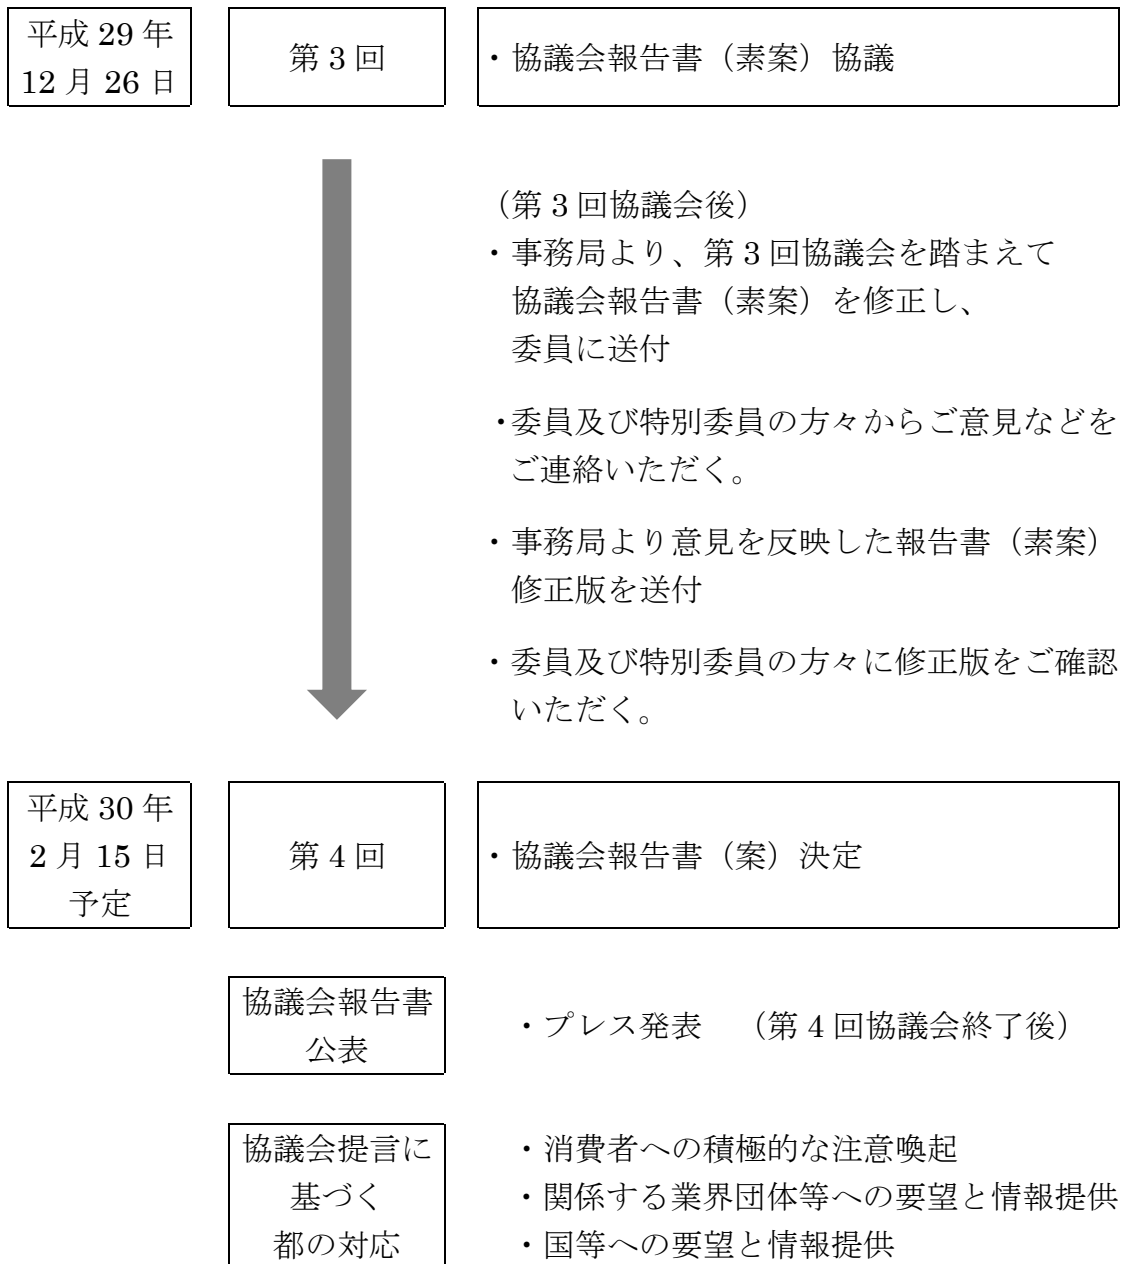 平成 29 年
12 月 26 日
第 3 回
・協議会報告書（素案）協議
（第 3 回協議会後）
・事務局より、第 3 回協議会を踏まえて
協議会報告書（素案）を修正し、
委員に送付
・委員及び特別委員の方々からご意見などを
ご連絡いただく。
・事務局より意見を反映した報告書（素案）
修正版を送付
・委員及び特別委員の方々に修正版をご確認
いただく。
平成 30 年
2 月 15 日
予定
第 4 回
・協議会報告書（案）決定
協議会報告書
公表
・プレス発表　（第 4 回協議会終了後）
協議会提言に
基づく
都の対応
・消費者への積極的な注意喚起
・関係する業界団体等への要望と情報提供
・国等への要望と情報提供